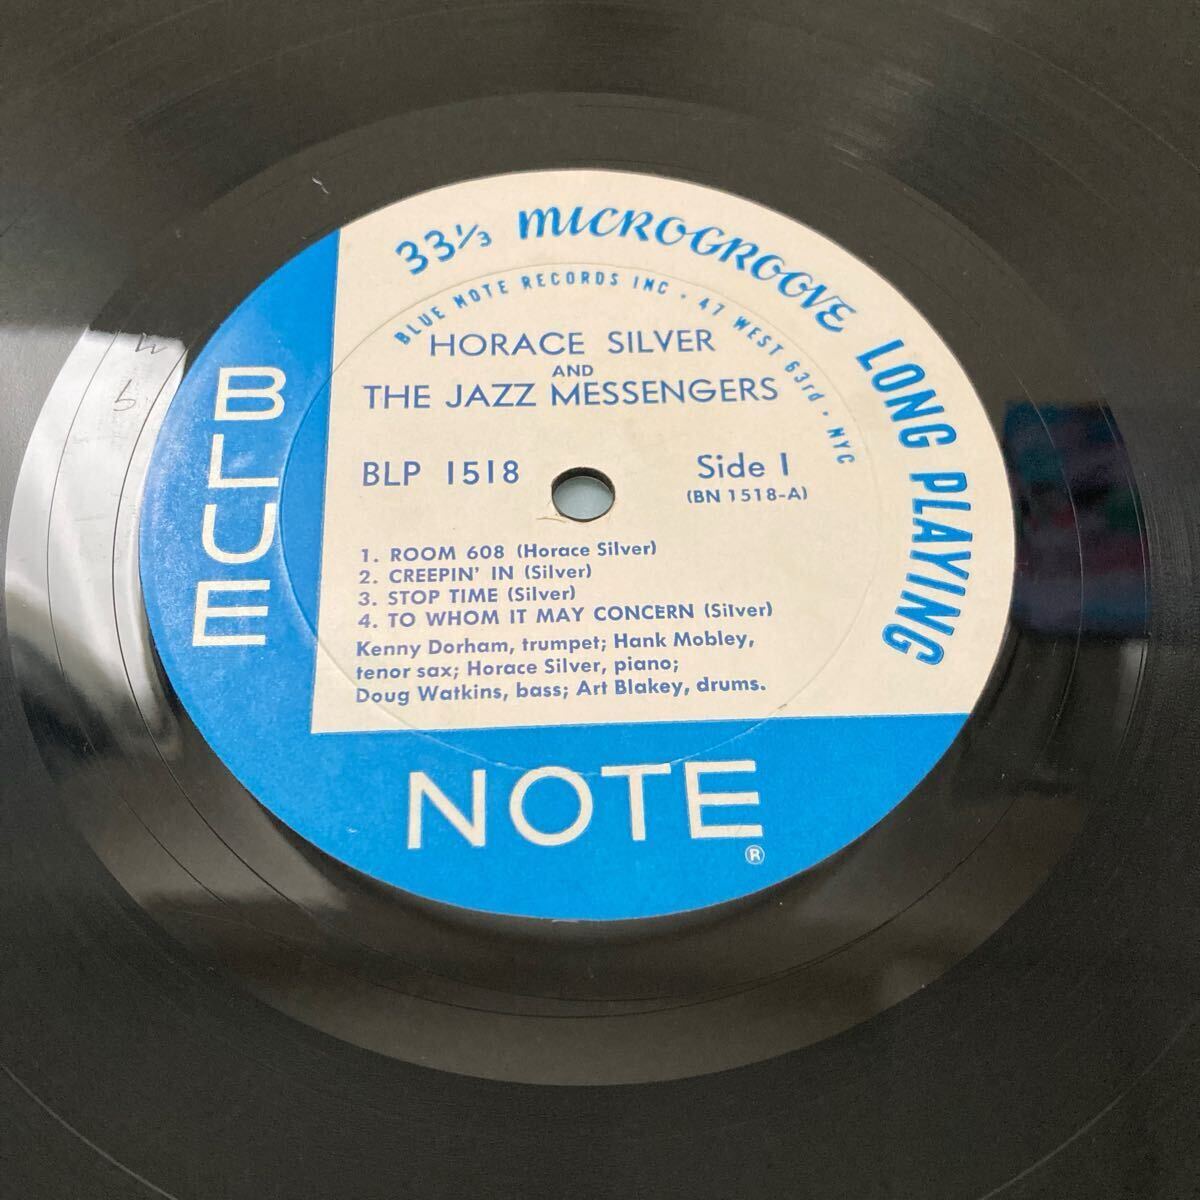 33⅓ MICROGROOVE LONG PLAYING
BLUE NOTE RECORDS INC • 47 WEST 63rd • NYC
HORACE SILVER
AND
THE JAZZ MESSENGERS
BLP 1518
Side 1
(BN 1518-A)
1. ROOM 608 (Horace Silver)
2. CREEPIN' IN (Silver)
3. STOP TIME (Silver)
4. TO WHOM IT MAY CONCERN (Silver)
Kenny Dorham, trumpet; Hank Mobley,
tenor sax; Horace Silver, piano;
Doug Watkins, bass; Art Blakey, drums.
BLUE
NOTE
®